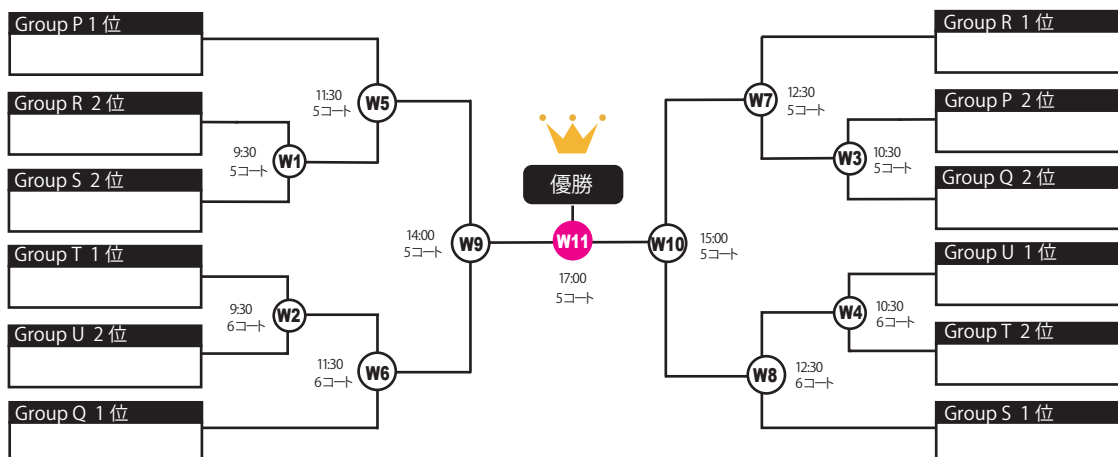 Group P 1 位
Group R 2 位
Group S 2 位
Group T 1 位
Group U 2 位
Group Q 1 位
W1
9:30
5コート
W2
9:30
6コート
W5
11:30
5コート
W6
11:30
6コート
W9
14:00
5コート
優勝
W11
17:00
5コート
W10
15:00
5コート
W7
12:30
5コート
W8
12:30
6コート
W3
10:30
5コート
W4
10:30
6コート
Group R 1 位
Group P 2 位
Group Q 2 位
Group U 1 位
Group T 2 位
Group S 1 位